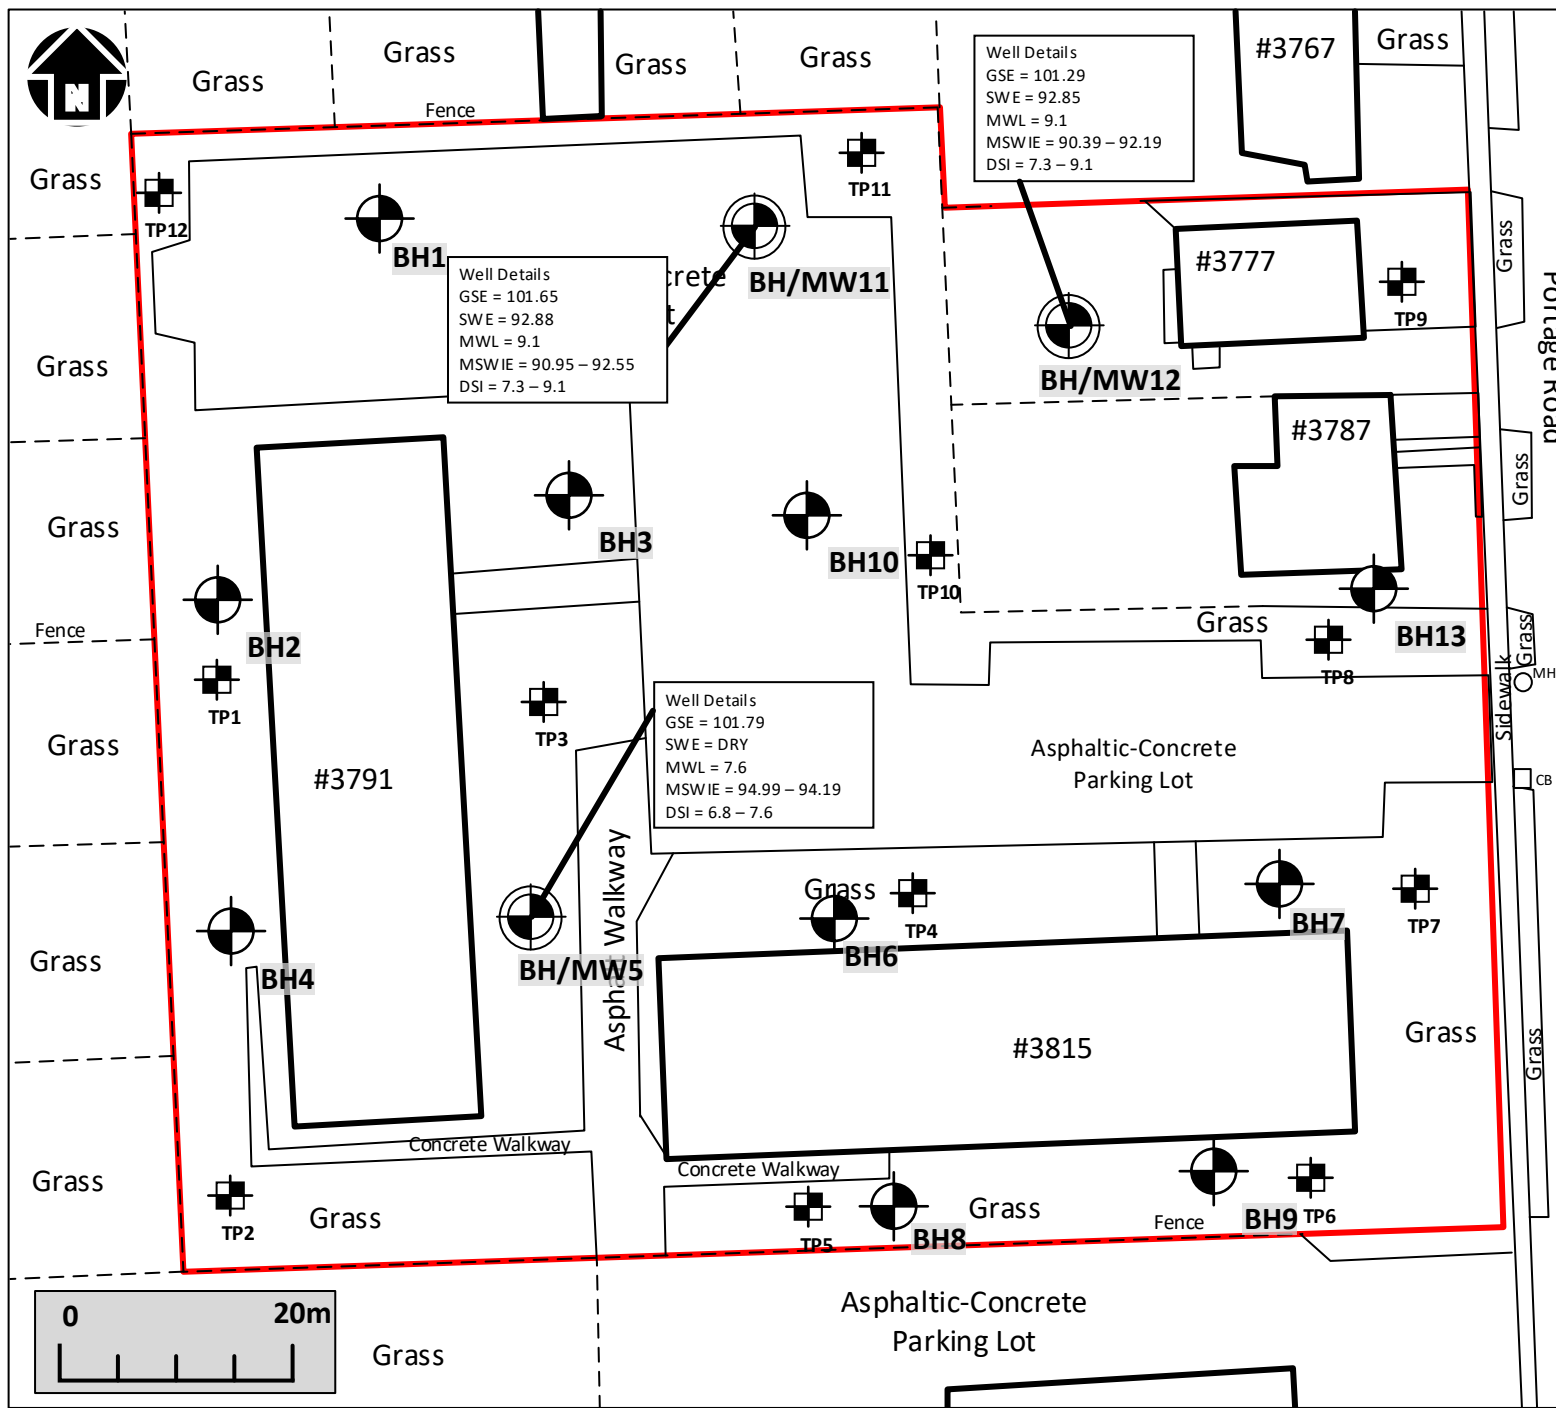 N
Grass
Grass
Grass
Grass
Fence
Well Details
GSE = 101.29
SWE = 92.85
MWL = 9.1
MSWIE = 90.39 – 92.19
DSI = 7.3 – 9.1
#3767
Grass
Grass
TP12
BH1
TP11
BH/MW11
Well Details
GSE = 101.65
SWE = 92.88
MWL = 9.1
MSWIE = 90.95 – 92.55
DSI = 7.3 – 9.1
crete
t
#3777
TP9
Grass
Portage Road
BH/MW12
Grass
#3787
Grass
Grass
BH3
BH10
TP10
BH2
Fence
TP1
TP3
BH13
Grass
TP8
Grass
MH
Sidewalk
Grass
#3791
Well Details
GSE = 101.79
SWE = DRY
MWL = 7.6
MSWIE = 94.99 – 94.19
DSI = 6.8 – 7.6
Asphaltic-Concrete
Parking Lot
CB
Asphalt Walkway
Grass
TP4
BH6
BH7
TP7
Grass
BH4
BH/MW5
#3815
Grass
Grass
Concrete Walkway
Concrete Walkway
Grass
TP2
Grass
TP5
BH8
Grass
Fence
BH9
TP6
0 20m
Grass
Asphaltic-Concrete
Parking Lot